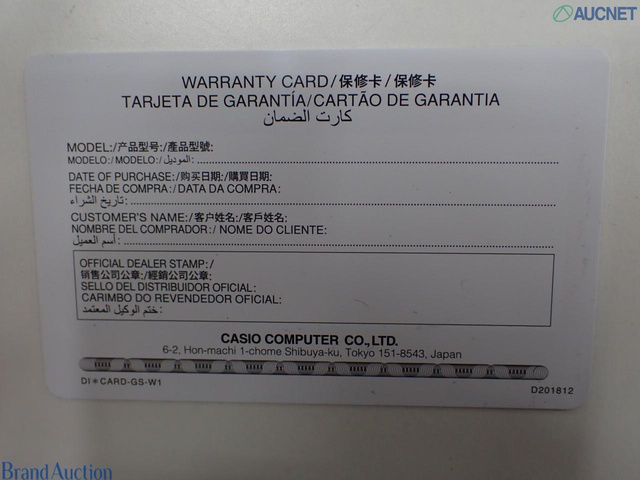 AUCNET
WARRANTY CARD/保修卡/保修卡
TARJETA DE GARANTÍA/CARTÃO DE GARANTIA
كارت الضمان
MODEL:/产品型号:/產品型號:
MODELO:/MODELO:/الموديل:
DATE OF PURCHASE:/购买日期:/購買日期:
FECHA DE COMPRA:/DATA DA COMPRA:
تاريخ الشراء:
CUSTOMER'S NAME:/客户姓名:/客戶姓名:
NOMBRE DEL COMPRADOR:/ NOME DO CLIENTE:
أسم العميل:
OFFICIAL DEALER STAMP:/
销售公司公章:/經銷公司公章:
SELLO DEL DISTRIBUIDOR OFICIAL:
CARIMBO DO REVENDEDOR OFICIAL:
ختم الوكيل المعتمد:
CASIO COMPUTER CO.,LTD.
6-2, Hon-machi 1-chome Shibuya-ku, Tokyo 151-8543, Japan
DI＊CARD-GS-W1
D201812
Brand Auction